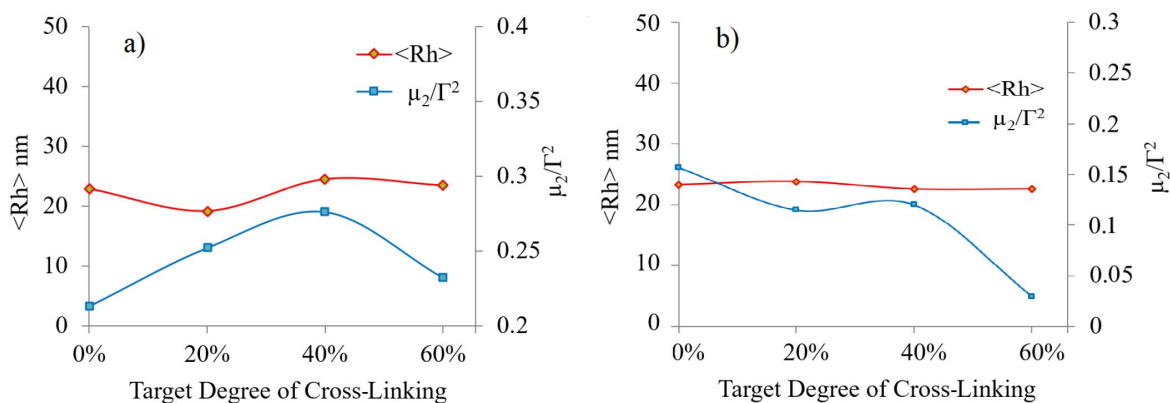 a)
50
40
30
20
10
0
<Rh> nm
0.4
0.35
0.3
0.25
0.2
μ₂/Γ²
<Rh>
μ₂/Γ²
0% 20% 40% 60%
Target Degree of Cross-Linking
b)
50
40
30
20
10
0
<Rh> nm
0.3
0.25
0.2
0.15
0.1
0.05
0
μ₂/Γ²
<Rh>
μ₂/Γ²
0% 20% 40% 60%
Target Degree of Cross-Linking